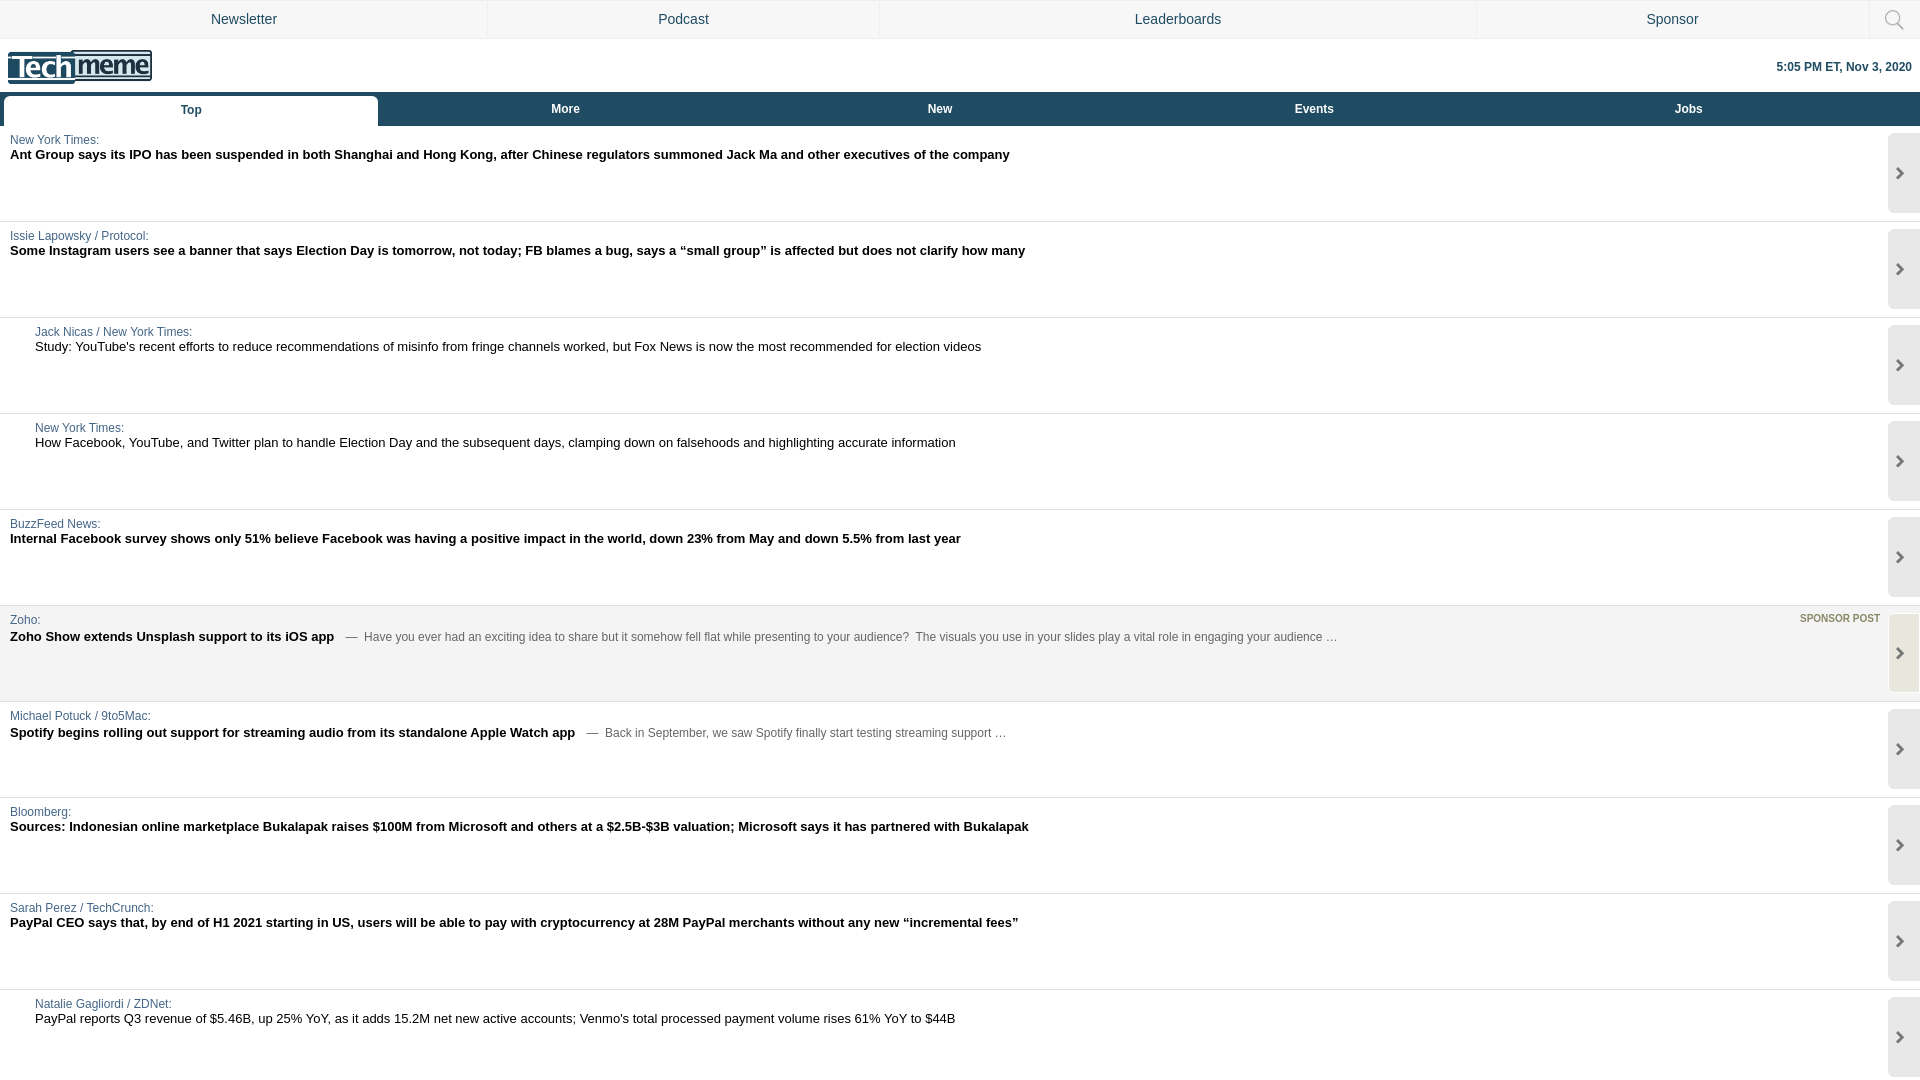 Newsletter
Podcast
Leaderboards
Sponsor
Techmeme
5:05 PM ET, Nov 3, 2020
Top
More
New
Events
Jobs
New York Times:
Ant Group says its IPO has been suspended in both Shanghai and Hong Kong, after Chinese regulators summoned Jack Ma and other executives of the company
Issie Lapowsky / Protocol:
Some Instagram users see a banner that says Election Day is tomorrow, not today; FB blames a bug, says a “small group” is affected but does not clarify how many
Jack Nicas / New York Times:
Study: YouTube's recent efforts to reduce recommendations of misinfo from fringe channels worked, but Fox News is now the most recommended for election videos
New York Times:
How Facebook, YouTube, and Twitter plan to handle Election Day and the subsequent days, clamping down on falsehoods and highlighting accurate information
BuzzFeed News:
Internal Facebook survey shows only 51% believe Facebook was having a positive impact in the world, down 23% from May and down 5.5% from last year
Zoho:
SPONSOR POST
Zoho Show extends Unsplash support to its iOS app — Have you ever had an exciting idea to share but it somehow fell flat while presenting to your audience? The visuals you use in your slides play a vital role in engaging your audience …
Michael Potuck / 9to5Mac:
Spotify begins rolling out support for streaming audio from its standalone Apple Watch app — Back in September, we saw Spotify finally start testing streaming support …
Bloomberg:
Sources: Indonesian online marketplace Bukalapak raises $100M from Microsoft and others at a $2.5B-$3B valuation; Microsoft says it has partnered with Bukalapak
Sarah Perez / TechCrunch:
PayPal CEO says that, by end of H1 2021 starting in US, users will be able to pay with cryptocurrency at 28M PayPal merchants without any new “incremental fees”
Natalie Gagliordi / ZDNet:
PayPal reports Q3 revenue of $5.46B, up 25% YoY, as it adds 15.2M net new active accounts; Venmo's total processed payment volume rises 61% YoY to $44B